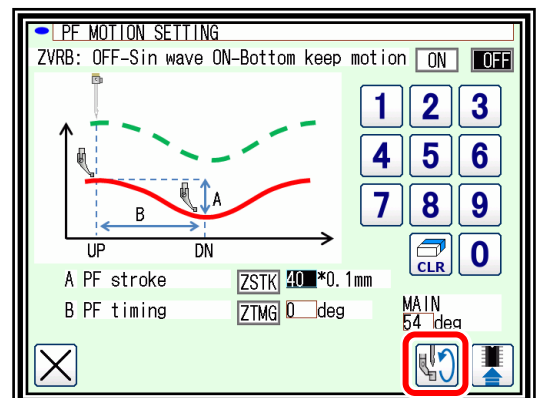 PF MOTION SETTING
ZVRB: OFF-Sin wave ON-Bottom keep motion ON OFF
1 2 3
4 5 6
7 8 9
CLR 0
A
B
UP DN
A PF stroke ZSTK 40 *0.1mm
B PF timing ZTMG 0 deg
MAIN
54 deg